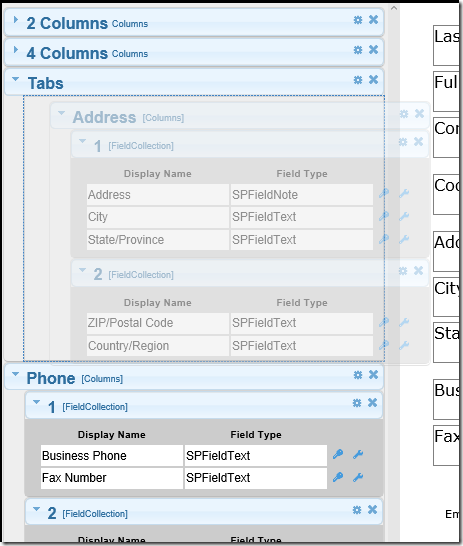 2 Columns Columns
4 Columns Columns
Tabs
Address [Columns]
1 [FieldCollection]
Display Name Field Type
Address SPFieldNote
City SPFieldText
State/Province SPFieldText
2 [FieldCollection]
Display Name Field Type
ZIP/Postal Code SPFieldText
Country/Region SPFieldText
Phone [Columns]
1 [FieldCollection]
Display Name Field Type
Business Phone SPFieldText
Fax Number SPFieldText
2 [FieldCollection]
Display Name Field Type
Las
Ful
Co
Add
City
Sta
Bus
Fax
Em